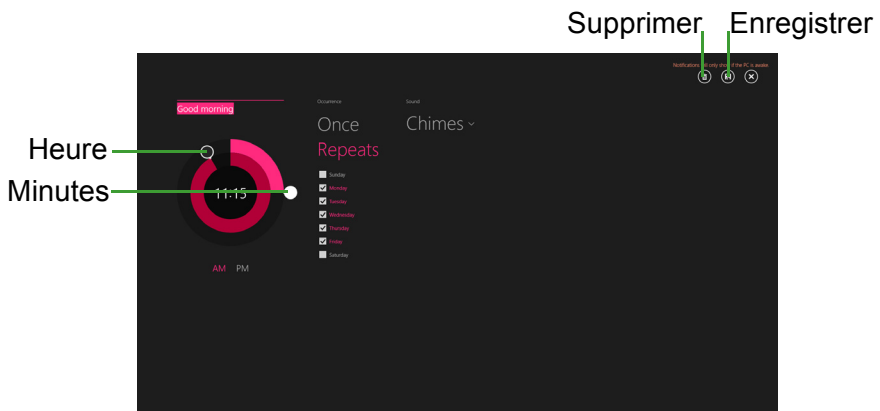 Supprimer Enregistrer
Notifications will only show if the PC is awake
Good morning
Occurrence
Sound
Once
Chimes
Repeats
Heure
Minutes
11:15
Sunday
Monday
Tuesday
Wednesday
Thursday
Friday
Saturday
AM PM